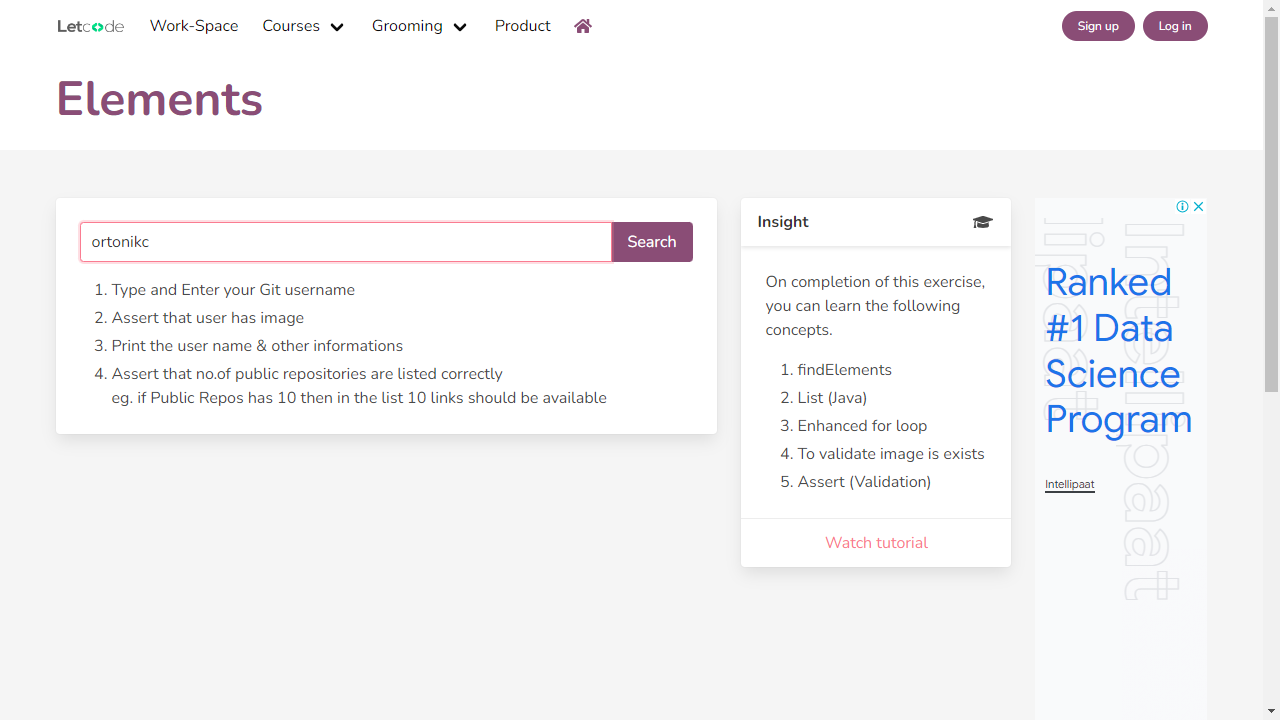 Letcode Work-Space Courses Grooming Product Sign up Log in
Elements
ortonikc Search
1. Type and Enter your Git username
2. Assert that user has image
3. Print the user name & other informations
4. Assert that no.of public repositories are listed correctly
eg. if Public Repos has 10 then in the list 10 links should be available
Insight
On completion of this exercise,
you can learn the following
concepts.
1. findElements
2. List (Java)
3. Enhanced for loop
4. To validate image is exists
5. Assert (Validation)
Watch tutorial
Ranked
#1 Data
Science
Program
Intellipaat
Intellipaat